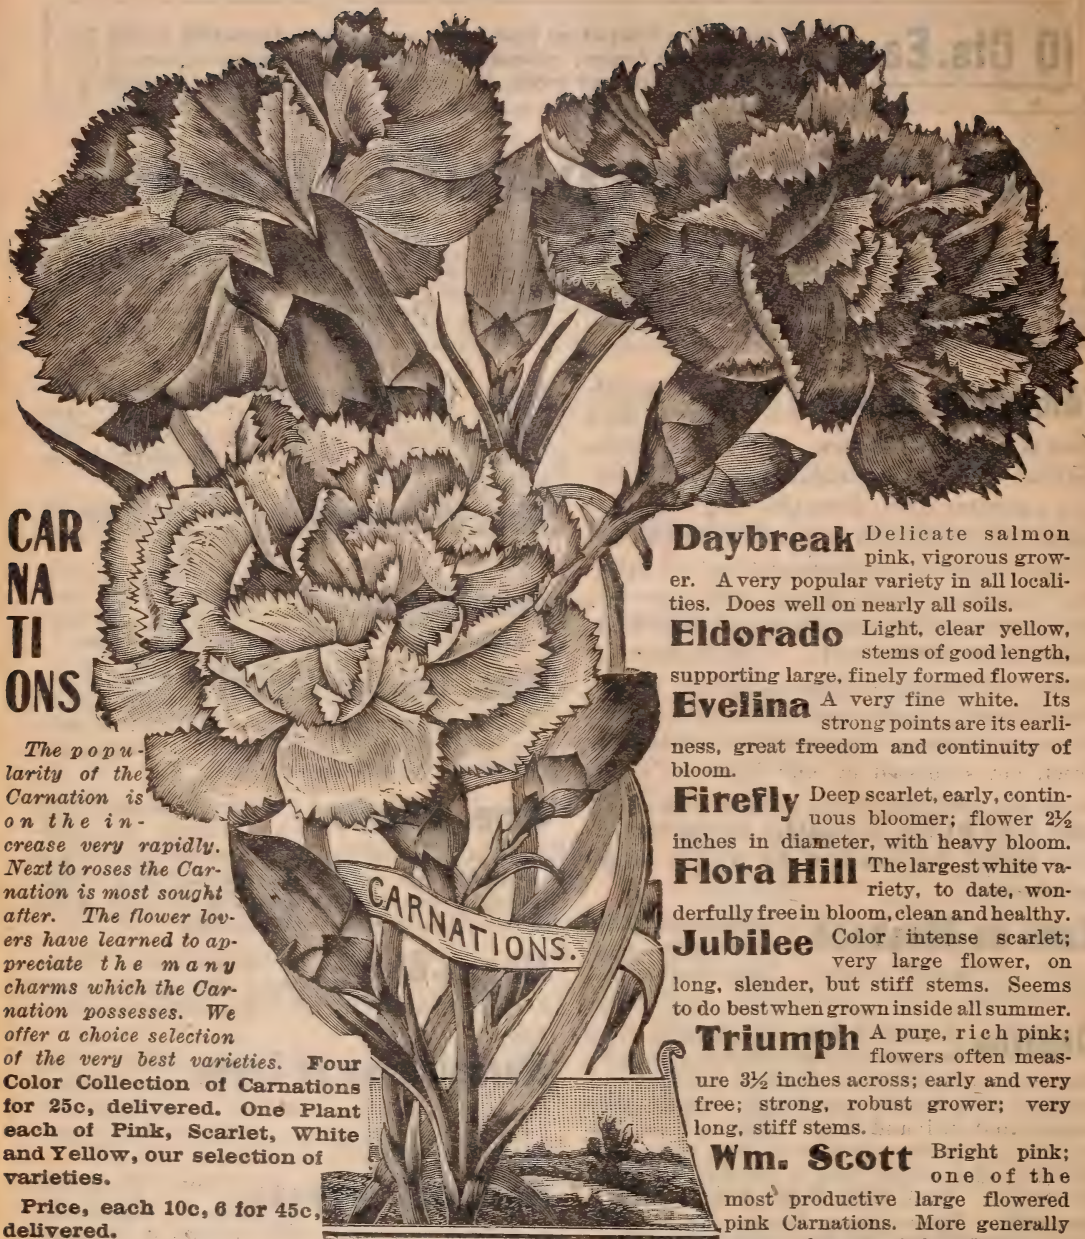 CAR
NA
TI
ONS
The popu-
larity of the
Carnation is
on the in-
crease very rapidly.
Next to roses the Car-
nation is most sought
after. The flower lov-
ers have learned to ap-
preciate the many
charms which the Car-
nation possesses. We
offer a choice selection
of the very best varieties. Four
Color Collection of Carnations
for 25c, delivered. One Plant
each of Pink, Scarlet, White
and Yellow, our selection of
varieties.
Price, each 10c, 6 for 45c,
delivered.
CARNATIONS.
Daybreak Delicate salmon
pink, vigorous grow-
er. A very popular variety in all locali-
ties. Does well on nearly all soils.
Eldorado Light, clear yellow,
stems of good length,
supporting large, finely formed flowers.
Evelina A very fine white. Its
strong points are its earli-
ness, great freedom and continuity of
bloom.
Firefly Deep scarlet, early, contin-
uous bloomer; flower 2½
inches in diameter, with heavy bloom.
Flora Hill The largest white va-
riety, to date, won-
derfully free in bloom, clean and healthy.
Jubilee Color intense scarlet;
very large flower, on
long, slender, but stiff stems. Seems
to do best when grown inside all summer.
Triumph A pure, rich pink;
flowers often meas-
ure 3½ inches across; early and very
free; strong, robust grower; very
long, stiff stems.
Wm. Scott Bright pink;
one of the
most productive large flowered
pink Carnations. More generally